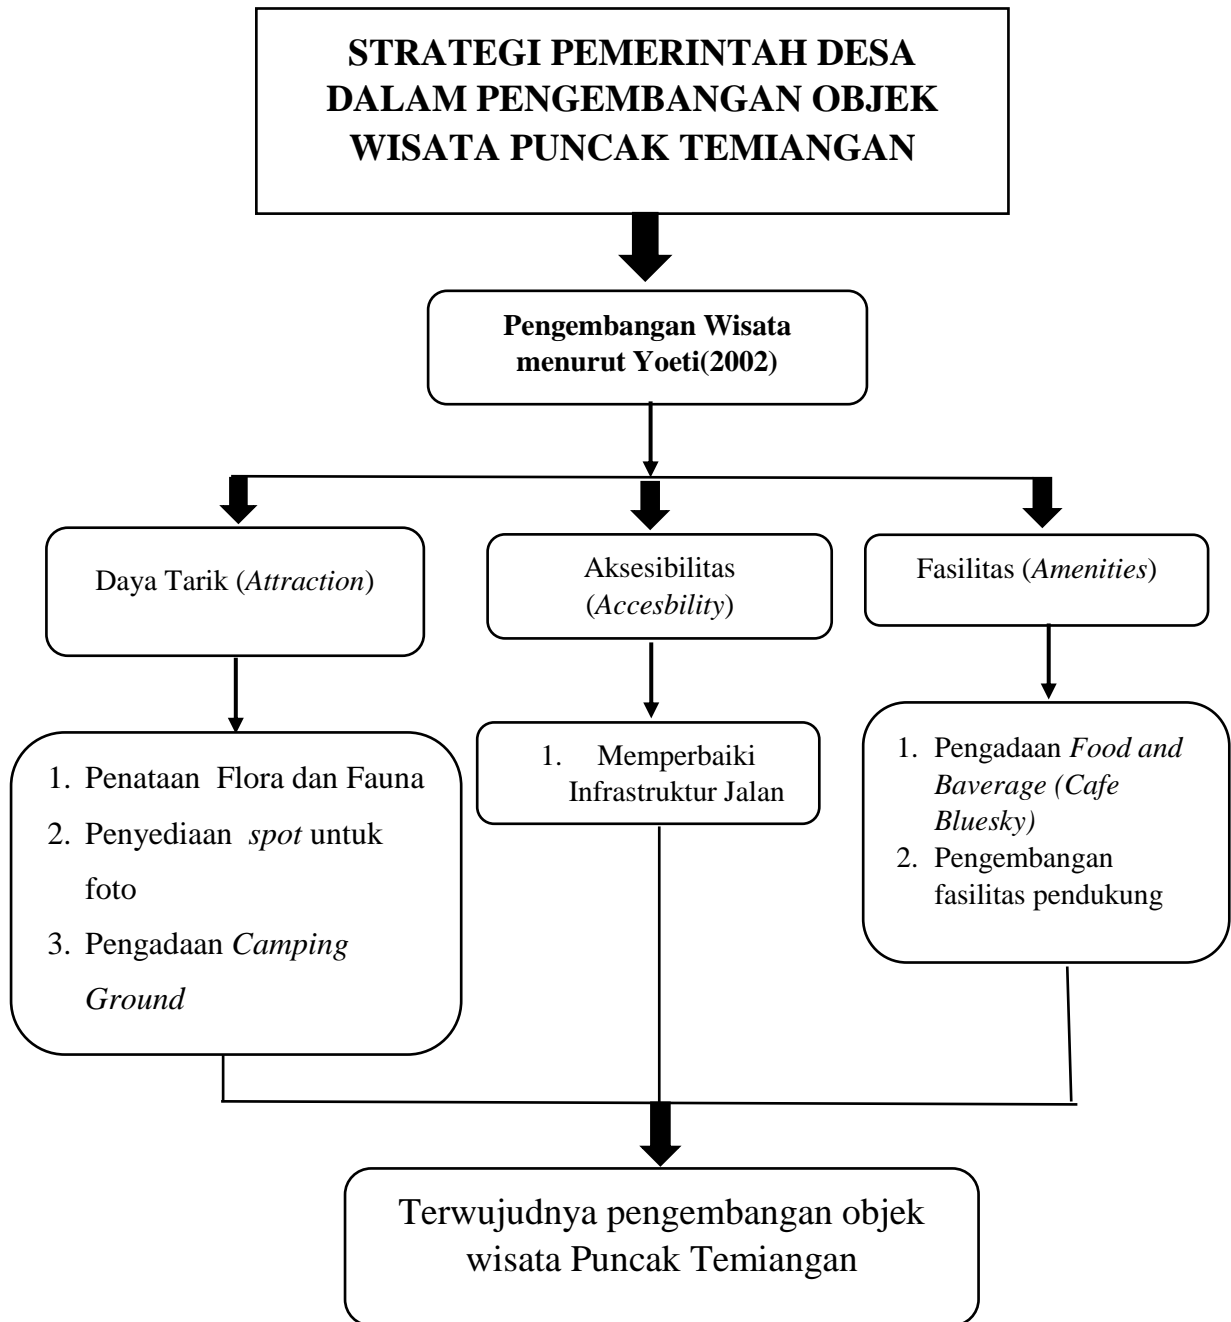 STRATEGI PEMERINTAH DESA
DALAM PENGEMBANGAN OBJEK
WISATA PUNCAK TEMIANGAN
Pengembangan Wisata
menurut Yoeti(2002)
Daya Tarik (Attraction)
Aksesibilitas
(Accesbility)
Fasilitas (Amenities)
1. Penataan Flora dan Fauna
2. Penyediaan spot untuk
foto
3. Pengadaan Camping
Ground
1. Memperbaiki
Infrastruktur Jalan
1. Pengadaan Food and
Baverage (Cafe
Bluesky)
2. Pengembangan
fasilitas pendukung
Terwujudnya pengembangan objek
wisata Puncak Temiangan